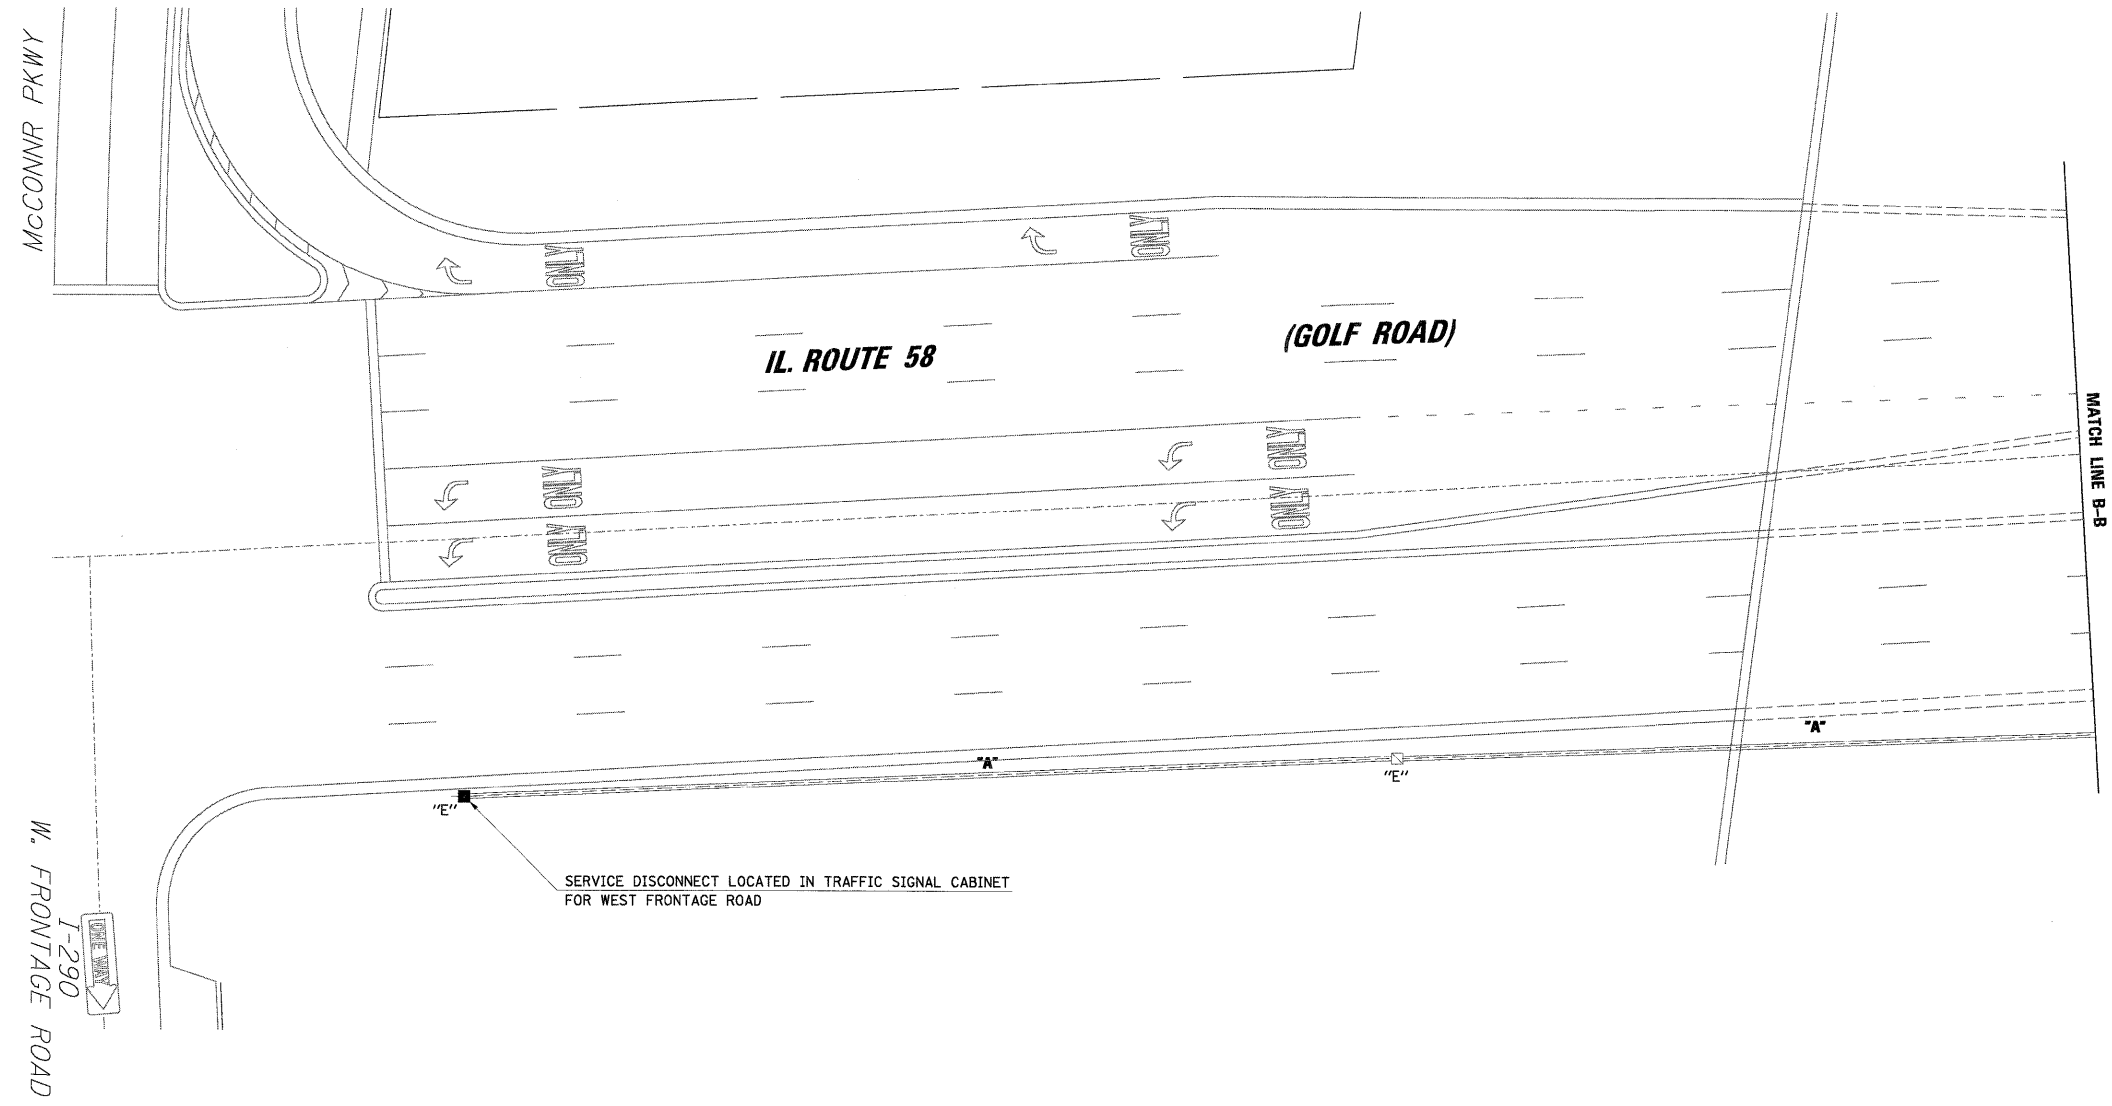 McCONNR PKWY
ONLY
ONLY
IL. ROUTE 58
(GOLF ROAD)
MATCH LINE B-B
ONLY
ONLY
ONLY
ONLY
"A"
"A"
"E"
"E"
SERVICE DISCONNECT LOCATED IN TRAFFIC SIGNAL CABINET
FOR WEST FRONTAGE ROAD
ONE WAY
I-290
W. FRONTAGE ROAD